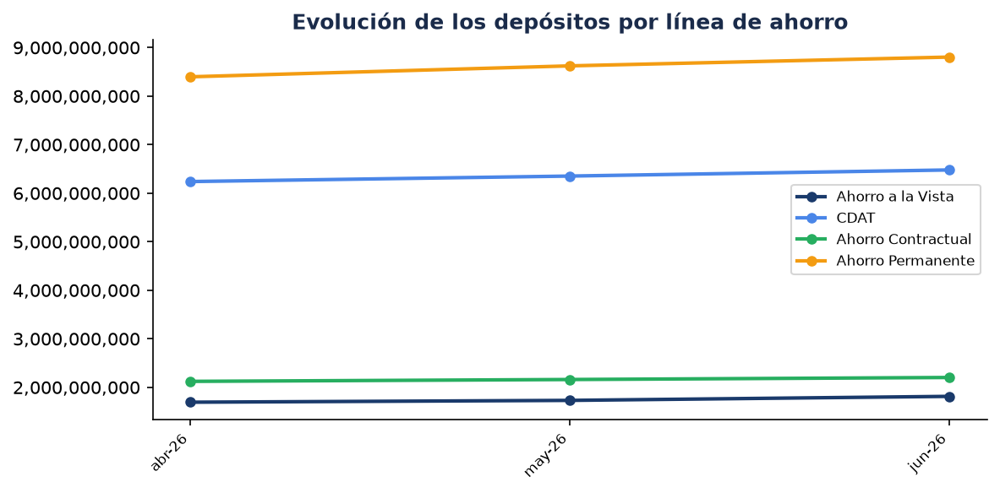 Evolución de los depósitos por línea de ahorro
9,000,000,000
8,000,000,000
7,000,000,000
6,000,000,000
5,000,000,000
4,000,000,000
3,000,000,000
2,000,000,000
Ahorro a la Vista
CDAT
Ahorro Contractual
Ahorro Permanente
abr-26
may-26
jun-26